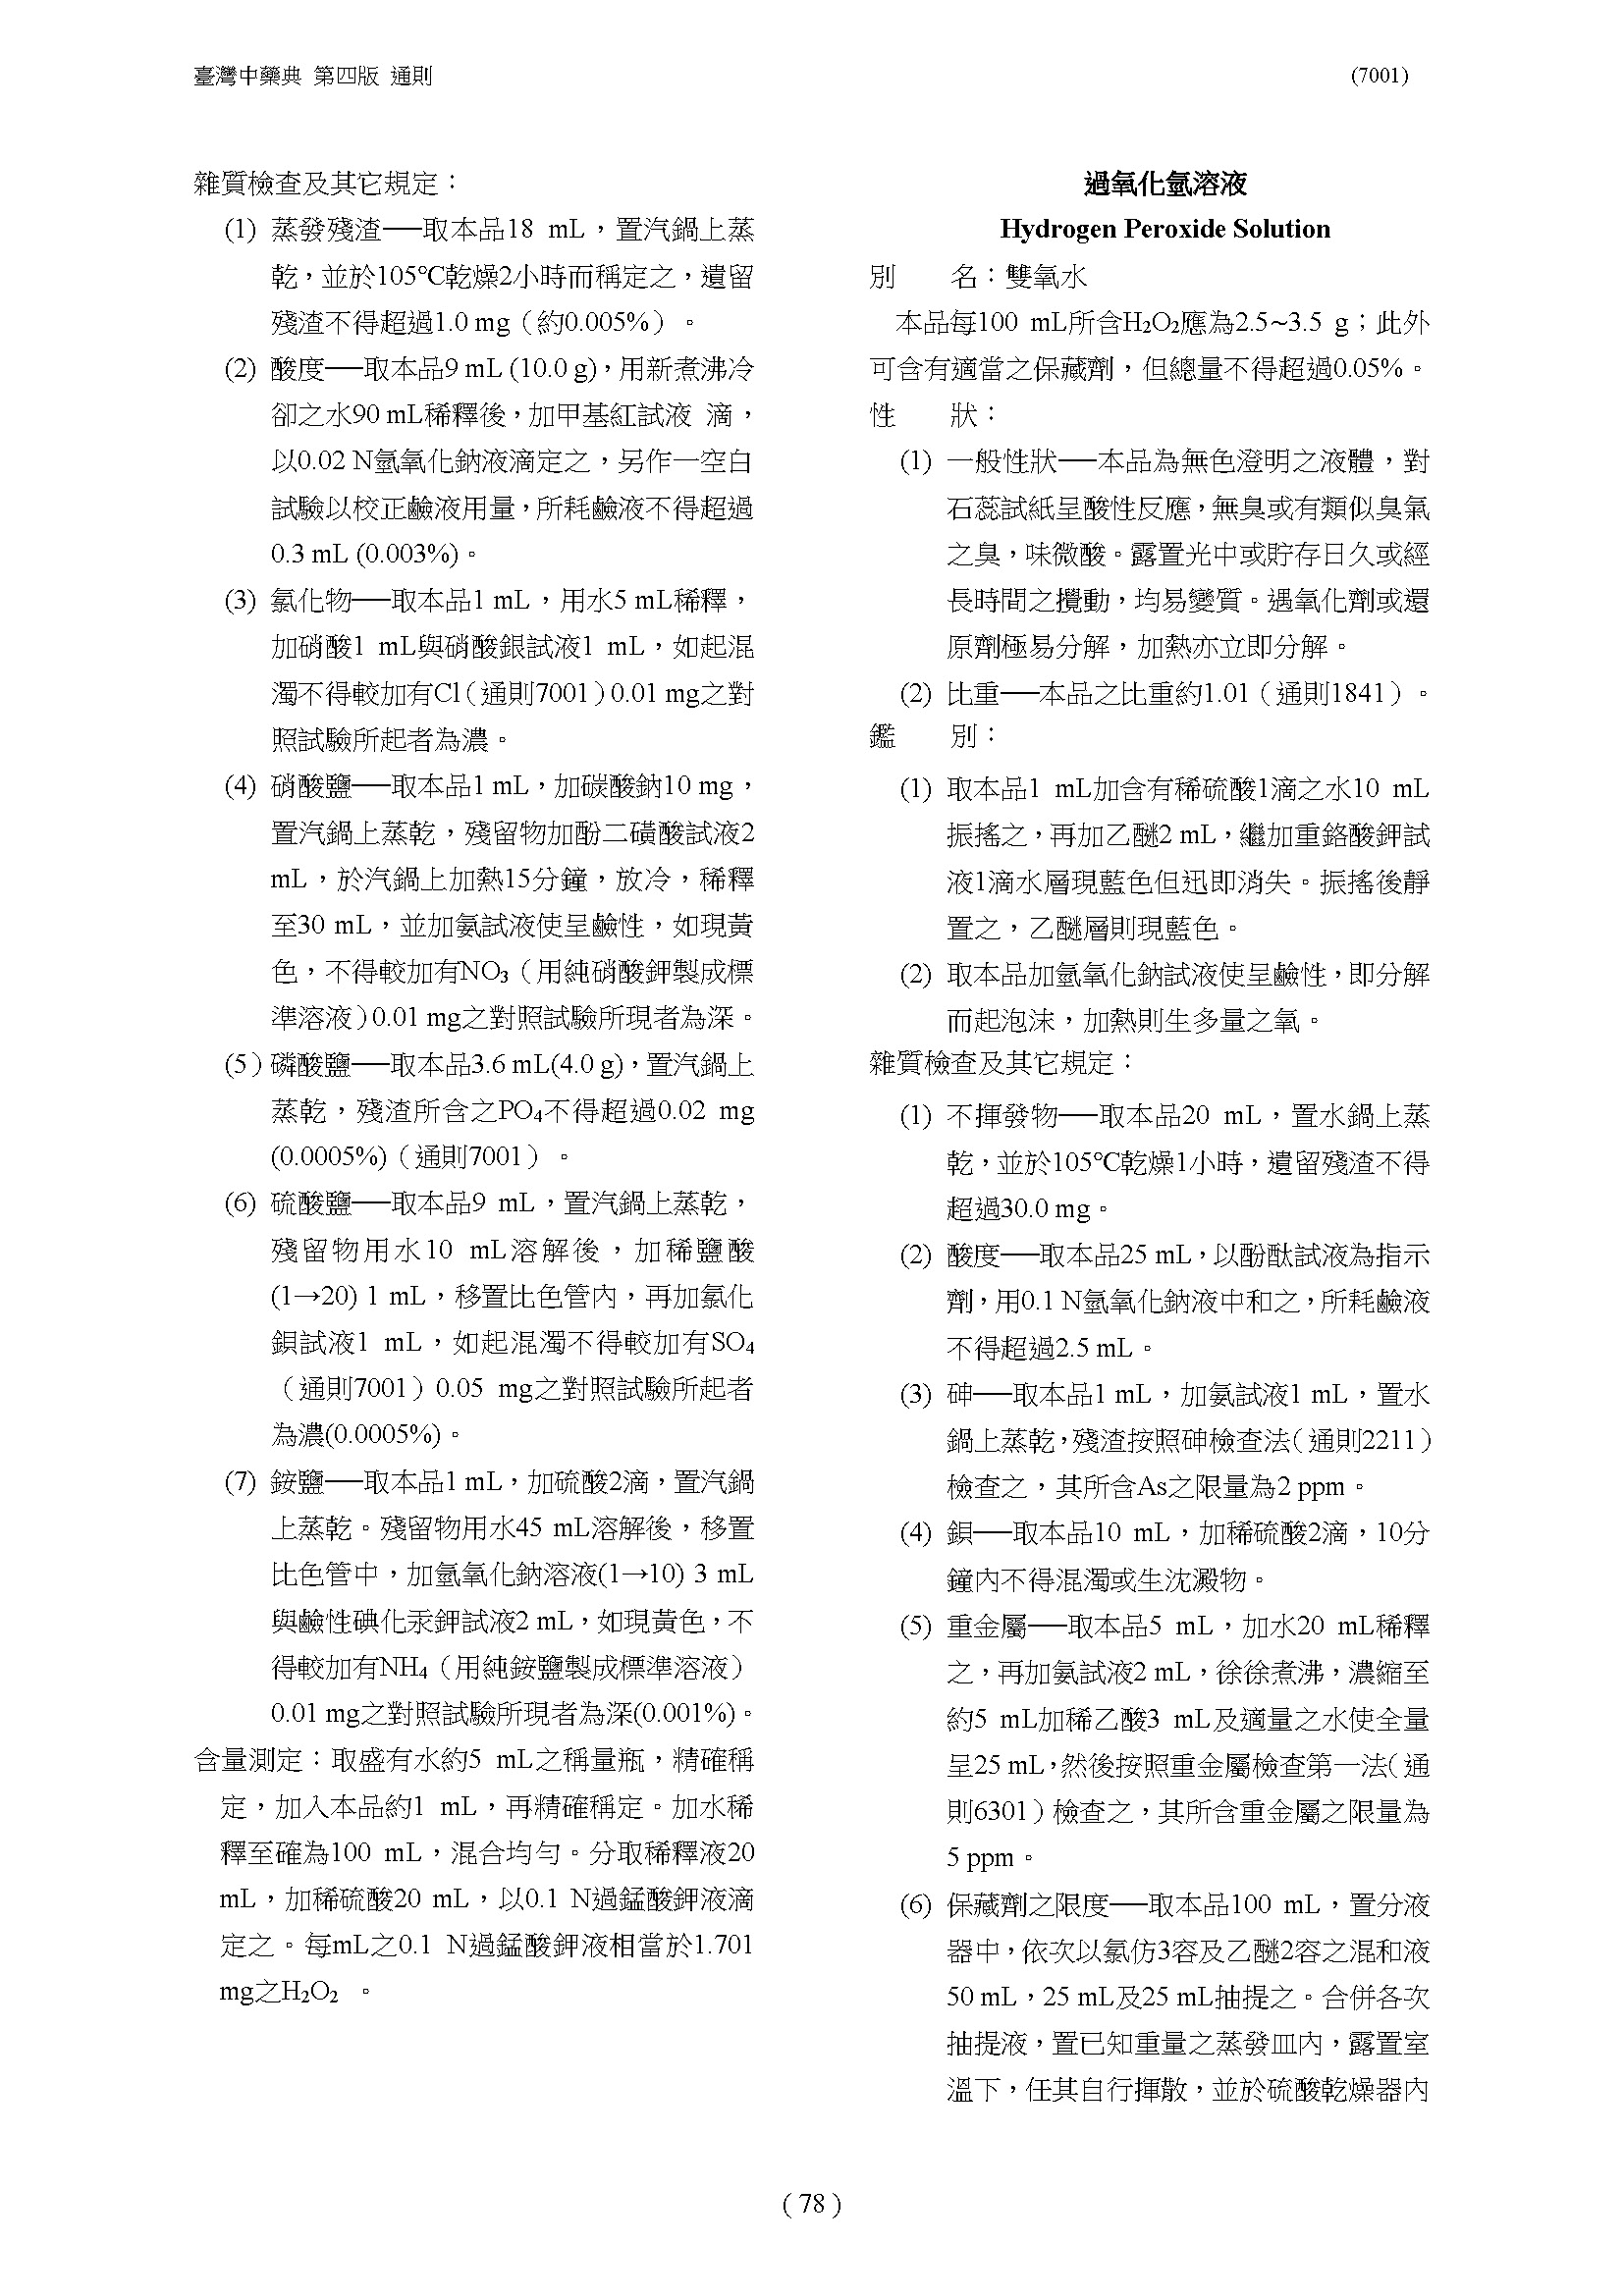 臺灣中藥典 第四版 通則
(7001)
雜質檢查及其它規定：
(1) 蒸發殘渣──取本品18 mL，置汽鍋上蒸
乾，並於105℃乾燥2小時而稱定之，遺留
殘渣不得超過1.0 mg（約0.005%）。
(2) 酸度──取本品9 mL (10.0 g)，用新煮沸冷
卻之水90 mL稀釋後，加甲基紅試液 滴，
以0.02 N氫氧化鈉液滴定之，另作一空白
試驗以校正鹼液用量，所耗鹼液不得超過
0.3 mL (0.003%)。
(3) 氯化物──取本品1 mL，用水5 mL稀釋，
加硝酸1 mL與硝酸銀試液1 mL，如起混
濁不得較加有Cl（通則7001）0.01 mg之對
照試驗所起者為濃。
(4) 硝酸鹽──取本品1 mL，加碳酸鈉10 mg，
置汽鍋上蒸乾，殘留物加酚二磺酸試液2
mL，於汽鍋上加熱15分鐘，放冷，稀釋
至30 mL，並加氨試液使呈鹼性，如現黃
色，不得較加有NO₃（用純硝酸鉀製成標
準溶液）0.01 mg之對照試驗所現者為深。
(5）磷酸鹽──取本品3.6 mL(4.0 g)，置汽鍋上
蒸乾，殘渣所含之PO₄不得超過0.02 mg
(0.0005%)（通則7001）。
(6) 硫酸鹽──取本品9 mL，置汽鍋上蒸乾，
殘留物用水10 mL溶解後，加稀鹽酸
(1→20) 1 mL，移置比色管內，再加氯化
鋇試液1 mL，如起混濁不得較加有SO₄
（通則7001）0.05 mg之對照試驗所起者
為濃(0.0005%)。
(7) 銨鹽──取本品1 mL，加硫酸2滴，置汽鍋
上蒸乾。殘留物用水45 mL溶解後，移置
比色管中，加氫氧化鈉溶液(1→10) 3 mL
與鹼性碘化汞鉀試液2 mL，如現黃色，不
得較加有NH₄（用純銨鹽製成標準溶液）
0.01 mg之對照試驗所現者為深(0.001%)。
含量測定：取盛有水約5 mL之稱量瓶，精確稱
定，加入本品約1 mL，再精確稱定。加水稀
釋至確為100 mL，混合均勻。分取稀釋液20
mL，加稀硫酸20 mL，以0.1 N過錳酸鉀液滴
定之。每mL之0.1 N過錳酸鉀液相當於1.701
mg之H₂O₂ 。
過氧化氫溶液
Hydrogen Peroxide Solution
別　　名：雙氧水
本品每100 mL所含H₂O₂應為2.5~3.5 g；此外
可含有適當之保藏劑，但總量不得超過0.05%。
性　　狀：
(1) 一般性狀──本品為無色澄明之液體，對
石蕊試紙呈酸性反應，無臭或有類似臭氧
之臭，味微酸。露置光中或貯存日久或經
長時間之攪動，均易變質。遇氧化劑或還
原劑極易分解，加熱亦立即分解。
(2) 比重──本品之比重約1.01（通則1841）。
鑑　　別：
(1) 取本品1 mL加含有稀硫酸1滴之水10 mL
振搖之，再加乙醚2 mL，繼加重鉻酸鉀試
液1滴水層現藍色但迅即消失。振搖後靜
置之，乙醚層則現藍色。
(2) 取本品加氫氧化鈉試液使呈鹼性，即分解
而起泡沫，加熱則生多量之氧。
雜質檢查及其它規定：
(1) 不揮發物──取本品20 mL，置水鍋上蒸
乾，並於105℃乾燥1小時，遺留殘渣不得
超過30.0 mg。
(2) 酸度──取本品25 mL，以酚酞試液為指示
劑，用0.1 N氫氧化鈉液中和之，所耗鹼液
不得超過2.5 mL。
(3) 砷──取本品1 mL，加氨試液1 mL，置水
鍋上蒸乾，殘渣按照砷檢查法（通則2211）
檢查之，其所含As之限量為2 ppm。
(4) 鋇──取本品10 mL，加稀硫酸2滴，10分
鐘內不得混濁或生沈澱物。
(5) 重金屬──取本品5 mL，加水20 mL稀釋
之，再加氨試液2 mL，徐徐煮沸，濃縮至
約5 mL加稀乙酸3 mL及適量之水使全量
呈25 mL，然後按照重金屬檢查第一法（通
則6301）檢查之，其所含重金屬之限量為
5 ppm。
(6) 保藏劑之限度──取本品100 mL，置分液
器中，依次以氯仿3容及乙醚2容之混和液
50 mL，25 mL及25 mL抽提之。合併各次
抽提液，置已知重量之蒸發皿內，露置室
溫下，任其自行揮散，並於硫酸乾燥器內
( 78 )